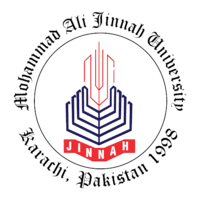 Mohammad Ali Jinnah University
JINNAH
Karachi, Pakistan 1998